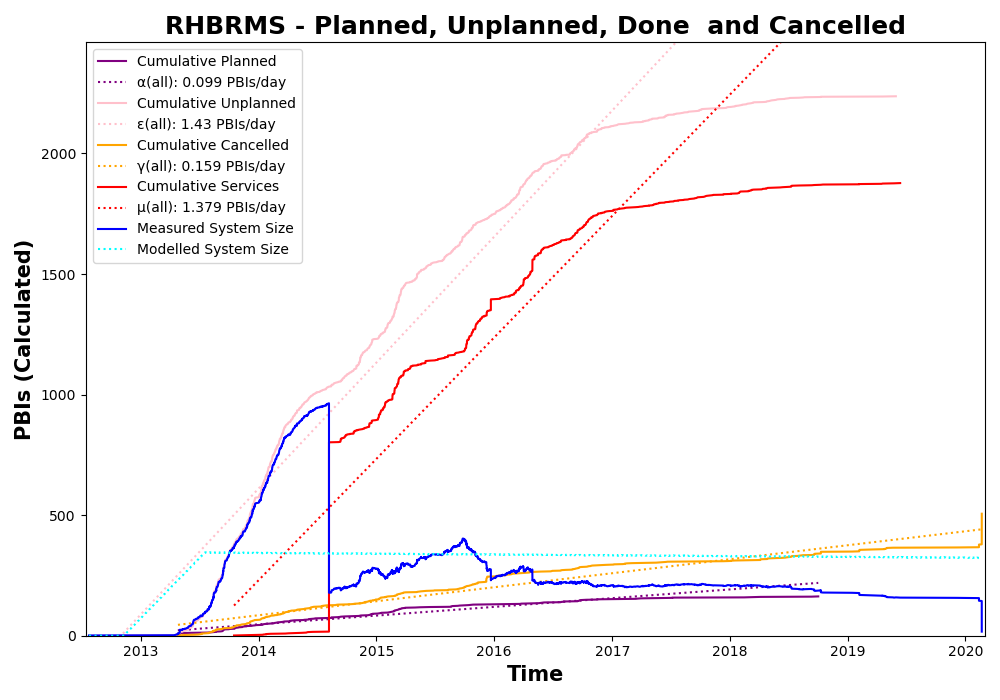 RHBRMS - Planned, Unplanned, Done  and Cancelled
Cumulative Planned
α(all): 0.099 PBIs/day
Cumulative Unplanned
ε(all): 1.43 PBIs/day
Cumulative Cancelled
γ(all): 0.159 PBIs/day
Cumulative Services
μ(all): 1.379 PBIs/day
Measured System Size
Modelled System Size
PBIs (Calculated)
2000
1500
1000
500
0
2013 2014 2015 2016 2017 2018 2019 2020
Time